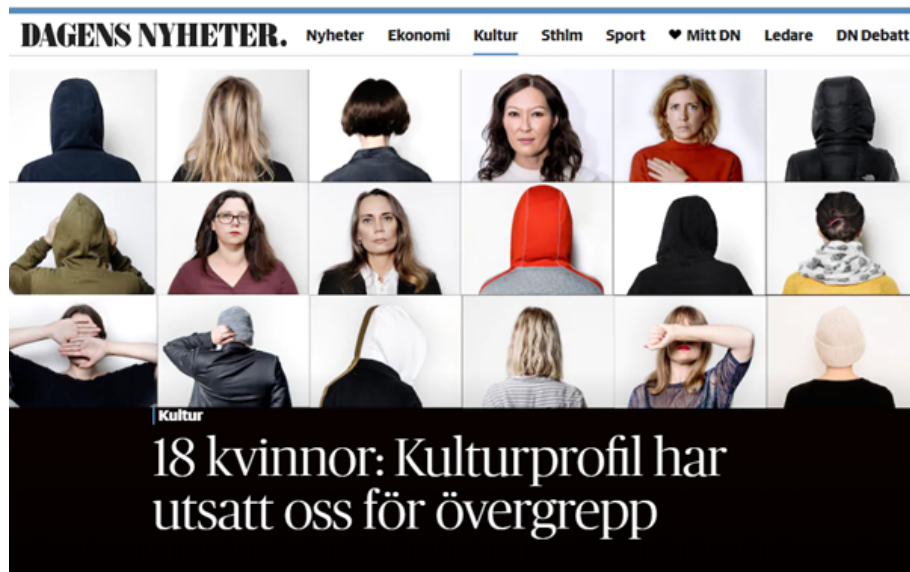 DAGENS NYHETER. Nyheter Ekonomi Kultur Sthlm Sport Mitt DN Ledare DN Debatt
Kultur
18 kvinnor: Kulturprofil har
utsatt oss för övergrepp